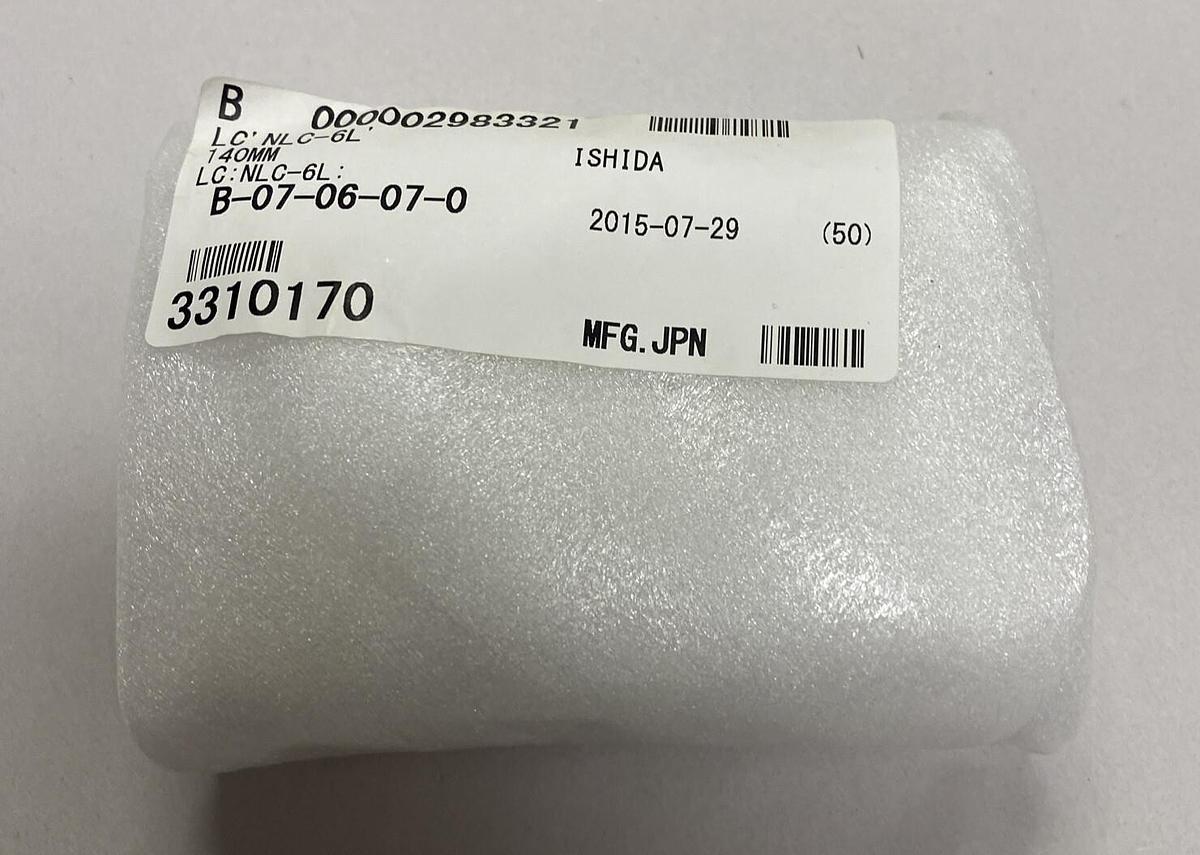 B 000002983321
LC' NLC-6L'
140MM
LC:NLC-6L:
ISHIDA
B-07-06-07-0
2015-07-29 (50)
3310170
MFG.JPN